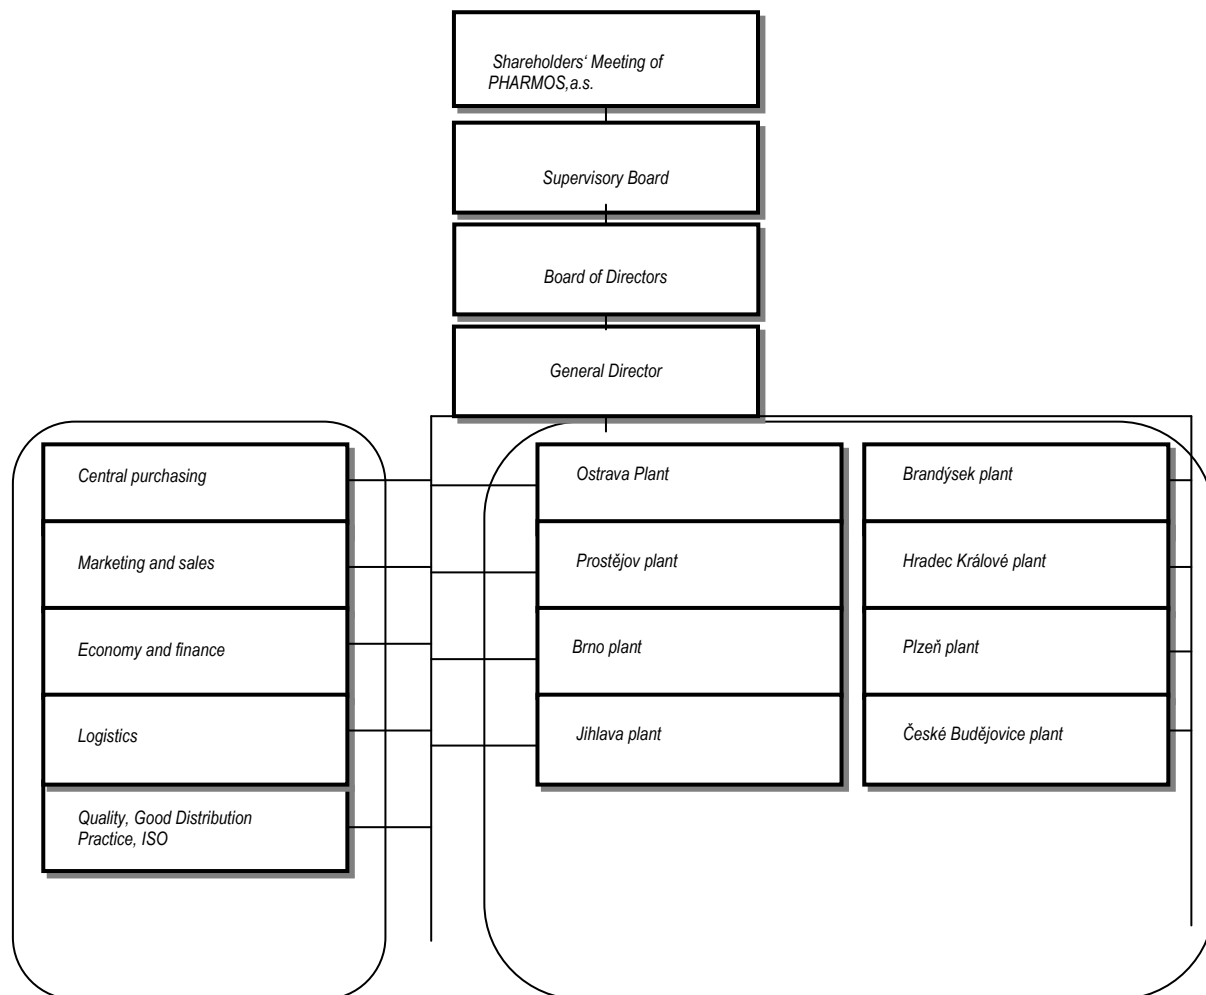 Shareholders‘ Meeting of
PHARMOS,a.s.
Supervisory Board
Board of Directors
General Director
Central purchasing
Marketing and sales
Economy and finance
Logistics
Quality, Good Distribution
Practice, ISO
Ostrava Plant
Prostějov plant
Brno plant
Jihlava plant
Brandýsek plant
Hradec Králové plant
Plzeň plant
České Budějovice plant